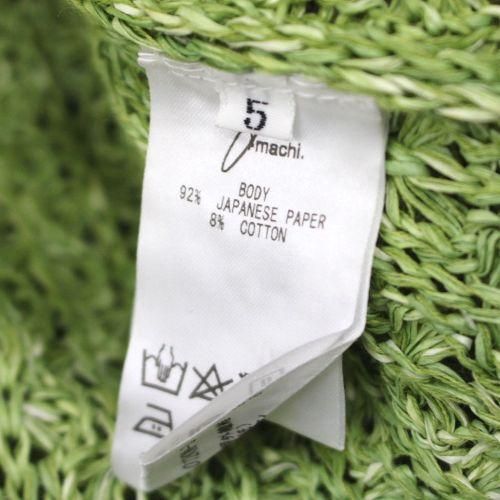 5
machi.
BODY
92% JAPANESE PAPER
8% COTTON